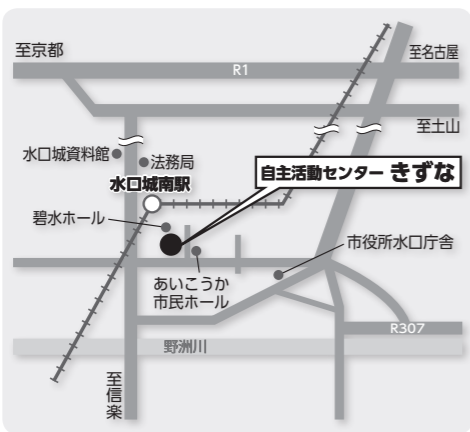 至京都
至名古屋
R1
至土山
水口城資料館
法務局
水口城南駅
自主活動センター きずな
碧水ホール
市役所水口庁舎
あいこうか
市民ホール
R307
野洲川
至信楽